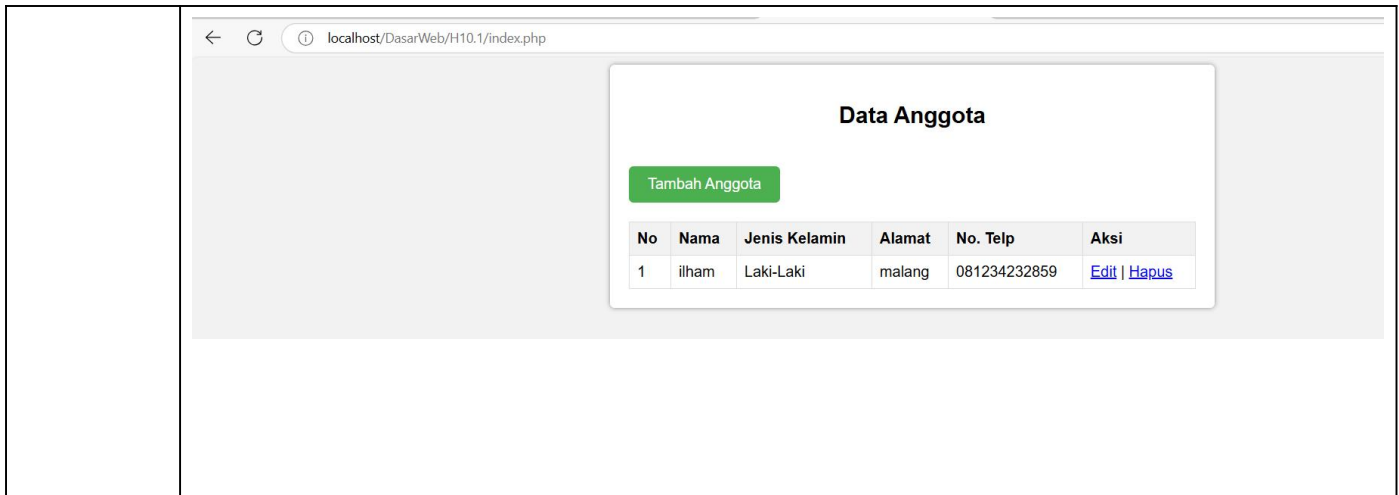 localhost/DasarWeb/H10.1/index.php
Data Anggota
Tambah Anggota
No Nama Jenis Kelamin Alamat No. Telp Aksi
1 ilham Laki-Laki malang 081234232859 Edit | Hapus